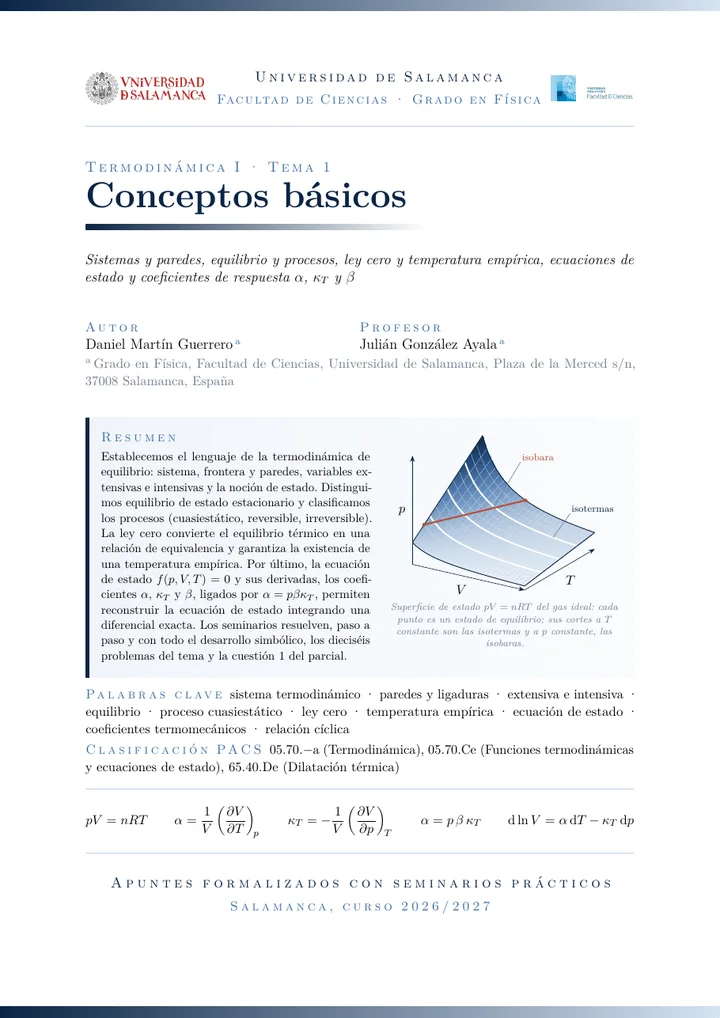 VNiVERSiDAD
D SALAMANCA
Universidad de Salamanca
Facultad de Ciencias · Grado en Física
Facultad de Ciencias
Termodinámica I · Tema 1
Conceptos básicos
Sistemas y paredes, equilibrio y procesos, ley cero y temperatura empírica, ecuaciones de
estado y coeficientes de respuesta α, κ_T y β
Autor
Daniel Martín Guerrero ᵃ
Profesor
Julián González Ayala ᵃ
ᵃ Grado en Física, Facultad de Ciencias, Universidad de Salamanca, Plaza de la Merced s/n,
37008 Salamanca, España
Resumen
Establecemos el lenguaje de la termodinámica de
equilibrio: sistema, frontera y paredes, variables ex-
tensivas e intensivas y la noción de estado. Distingui-
mos equilibrio de estado estacionario y clasificamos
los procesos (cuasiestático, reversible, irreversible).
La ley cero convierte el equilibrio térmico en una
relación de equivalencia y garantiza la existencia de
una temperatura empírica. Por último, la ecuación
de estado f(p, V, T) = 0 y sus derivadas, los coefi-
cientes α, κ_T y β, ligados por α = pβκ_T, permiten
reconstruir la ecuación de estado integrando una
diferencial exacta. Los seminarios resuelven, paso a
paso y con todo el desarrollo simbólico, los dieciséis
problemas del tema y la cuestión 1 del parcial.
isobara
isotermas
p
V
T
Superficie de estado pV = nRT del gas ideal: cada
punto es un estado de equilibrio; sus cortes a T
constante son las isotermas y a p constante, las
isobaras.
Palabras clave sistema termodinámico · paredes y ligaduras · extensiva e intensiva ·
equilibrio · proceso cuasiestático · ley cero · temperatura empírica · ecuación de estado ·
coeficientes termomecánicos · relación cíclica
Clasificación PACS 05.70.−a (Termodinámica), 05.70.Ce (Funciones termodinámicas
y ecuaciones de estado), 65.40.De (Dilatación térmica)
pV = nRT α = 1/V (∂V/∂T)_p κ_T = −1/V (∂V/∂p)_T α = p β κ_T d ln V = α dT − κ_T dp
Apuntes formalizados con seminarios prácticos
Salamanca, curso 2026/2027